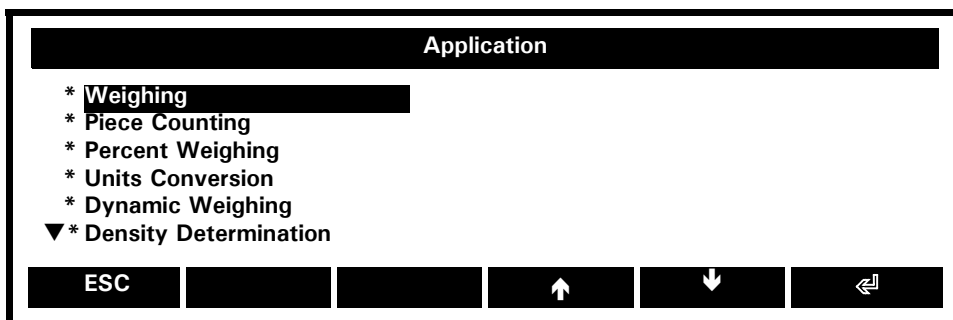 Application
* Weighing
* Piece Counting
* Percent Weighing
* Units Conversion
* Dynamic Weighing
▼* Density Determination
ESC ↑ ↓ ↵